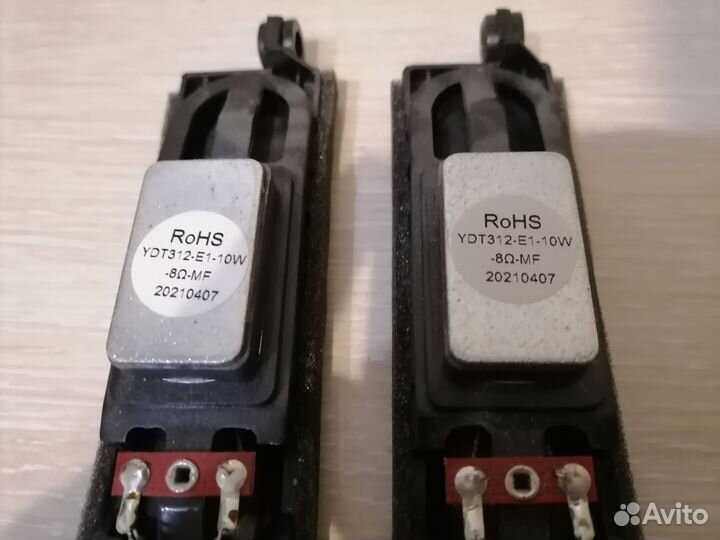 RoHS
YDT312-E1-10W
-8Ω-MF
20210407
RoHS
YDT312-E1-10W
-8Ω-MF
20210407
Avito